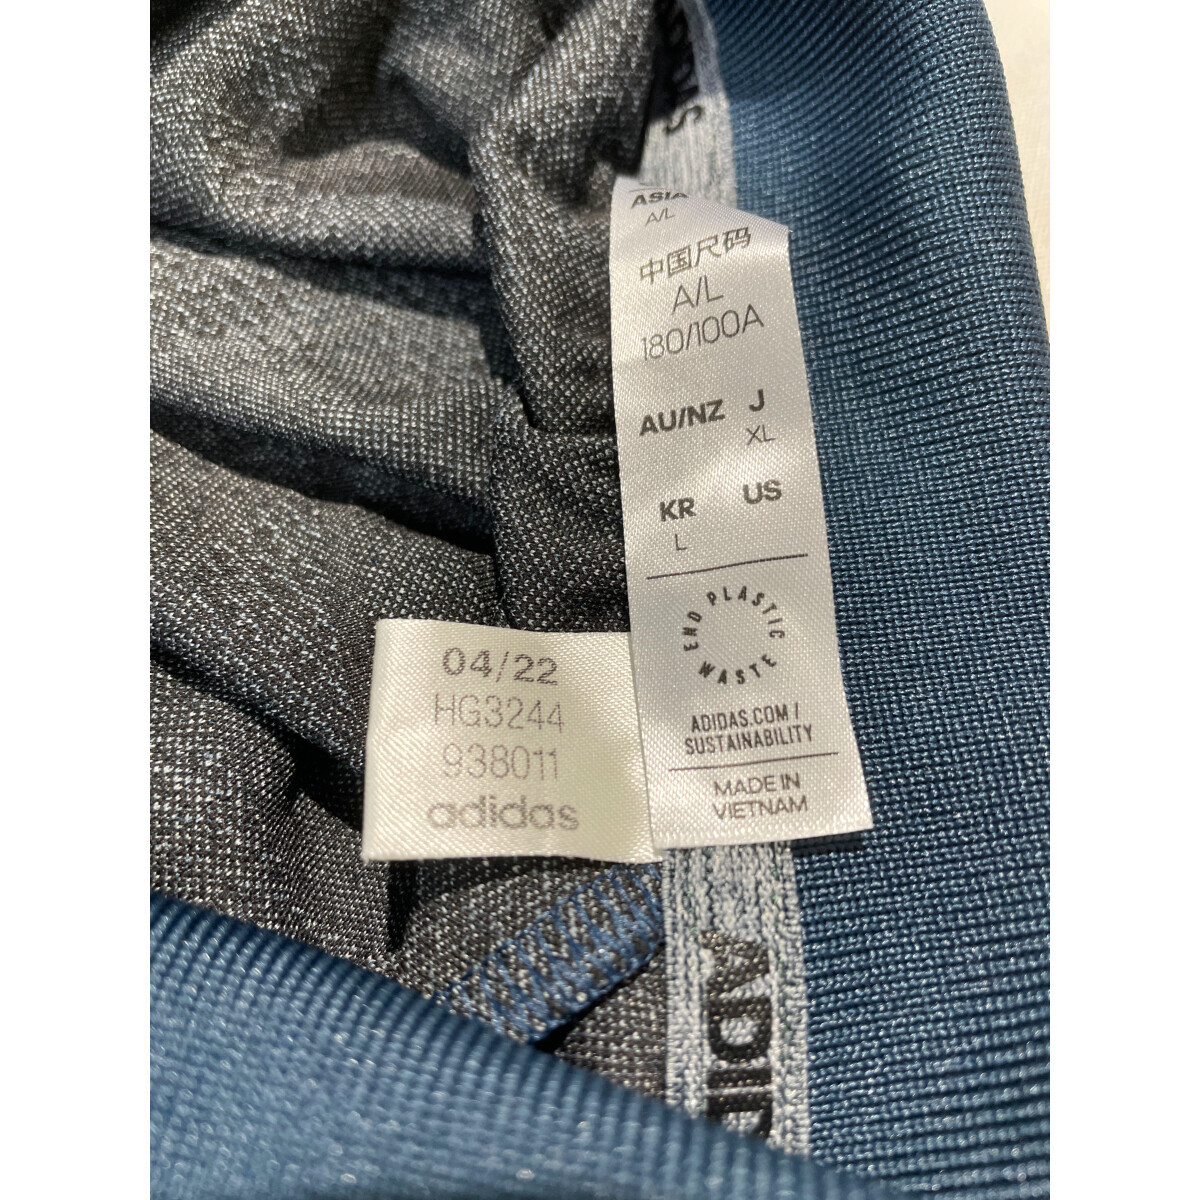 ASIA
A/L
中国尺码
A/L
180/100A
AU/NZ J
XL
KR US
L
END PLASTIC WASTE
ADIDAS.COM /
SUSTAINABILITY
MADE IN
VIETNAM
04/22
HG3244
938011
adidas
ADID